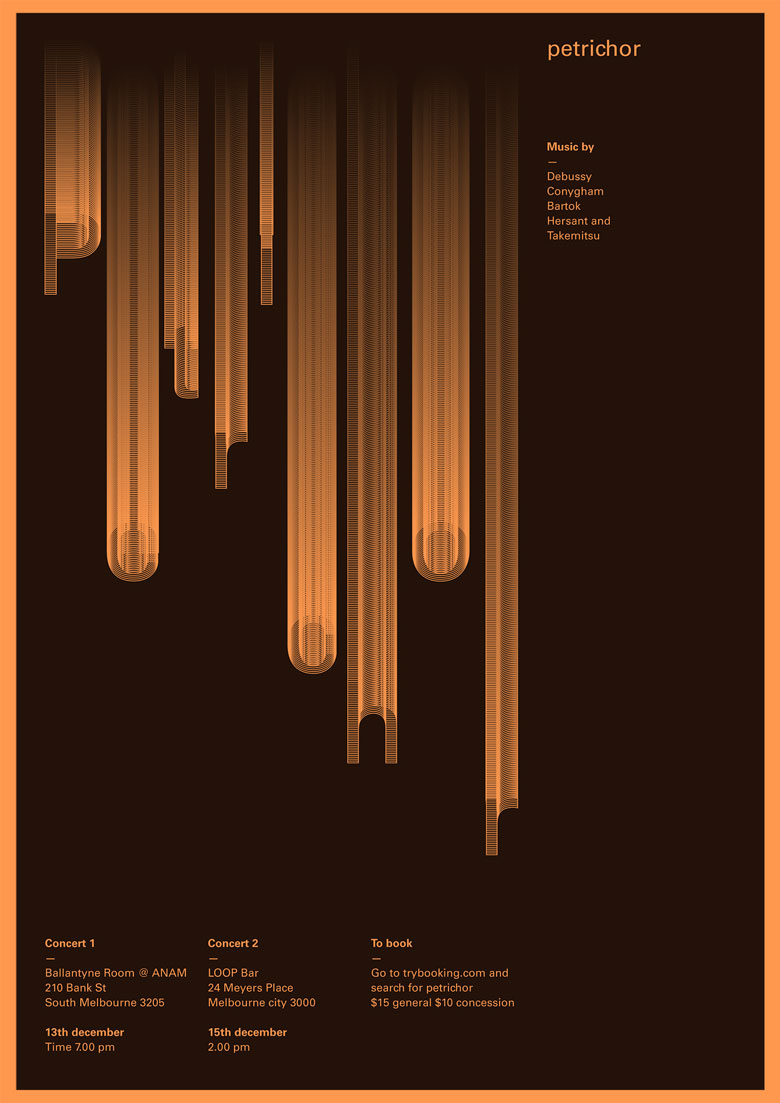 petrichor
Music by
—
Debussy
Conygham
Bartok
Hersant and
Takemitsu
Concert 1
—
Ballantyne Room @ ANAM
210 Bank St
South Melbourne 3205
13th december
Time 7.00 pm
Concert 2
—
LOOP Bar
24 Meyers Place
Melbourne city 3000
15th december
2.00 pm
To book
—
Go to trybooking.com and
search for petrichor
$15 general $10 concession